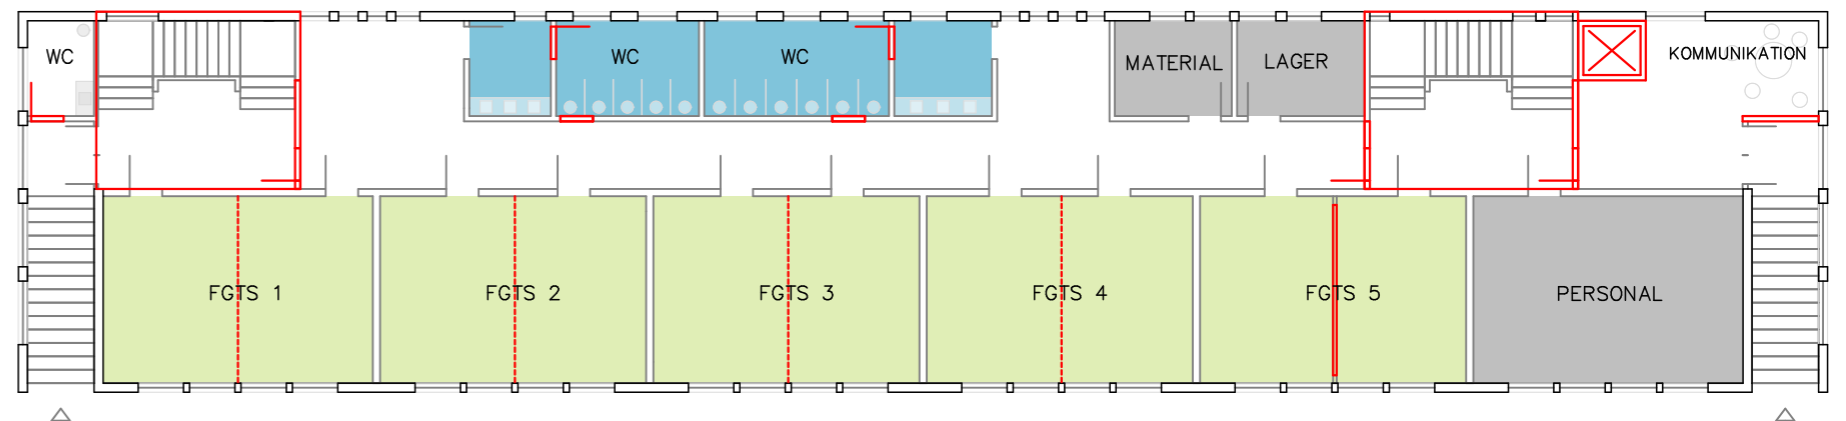 WC
WC
WC
MATERIAL
LAGER
KOMMUNIKATION
FGTS 1
FGTS 2
FGTS 3
FGTS 4
FGTS 5
PERSONAL